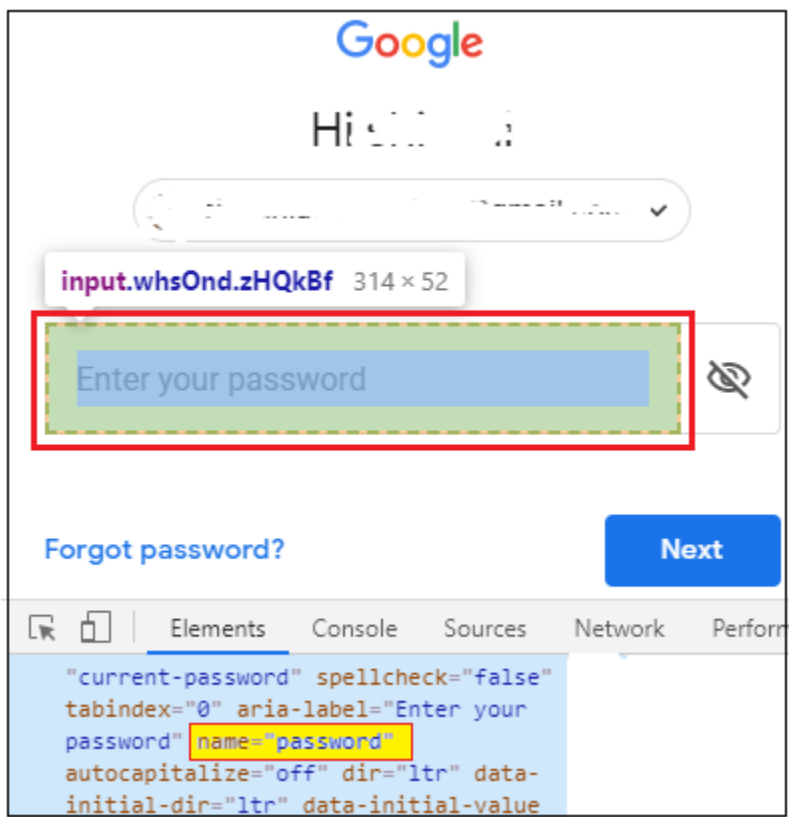 Google
Hi
input.whsOnd.zHQkBf 314 × 52
Enter your password
Forgot password?
Next
Elements Console Sources Network Perform
"current-password" spellcheck="false"
tabindex="0" aria-label="Enter your
password" name="password"
autocapitalize="off" dir="ltr" data-
initial-dir="ltr" data-initial-value